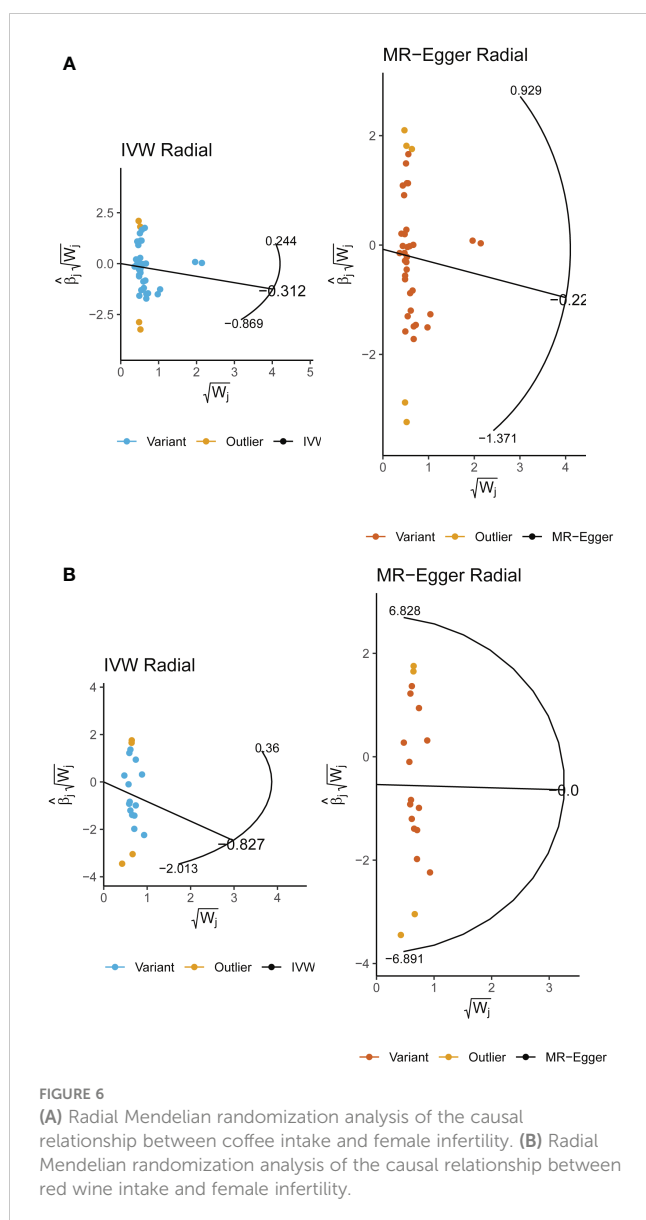 A
IVW Radial
2.5
0.0
−2.5
β̂j√Wj
0.244
−0.312
−0.869
0 1 2 3 4 5
√Wj
Variant Outlier IV
MR−Egger Radial
0.929
2
0
−2
β̂j√Wj
−0.22
−1.371
0 1 2 3 4
√Wj
Variant Outlier MR−Egger
B
IVW Radial
4
2
0
−2
−4
β̂j√Wj
0.36
−0.827
−2.013
0 1 2 3 4
√Wj
Variant Outlier IVW
MR−Egger Radial
6.828
2
0
−2
−4
−0.0
−6.891
0 1 2 3
√Wj
Variant Outlier MR−Egger
FIGURE 6
(A) Radial Mendelian randomization analysis of the causal
relationship between coffee intake and female infertility. (B) Radial
Mendelian randomization analysis of the causal relationship between
red wine intake and female infertility.